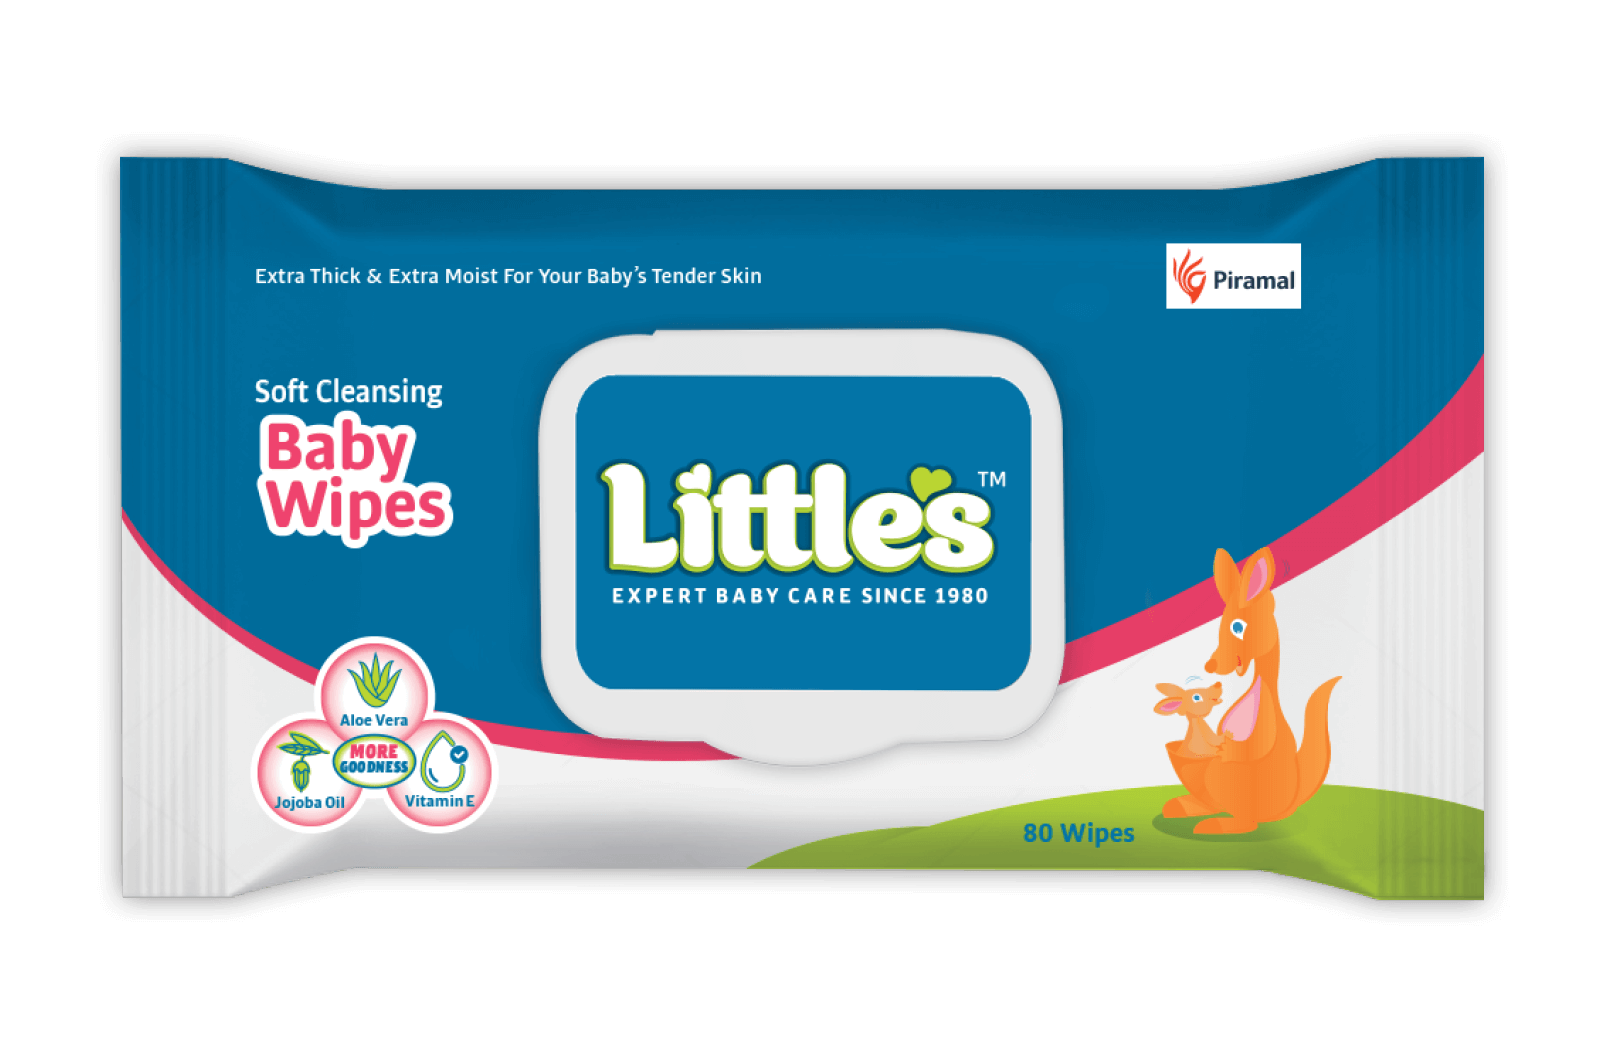 Extra Thick & Extra Moist For Your Baby's Tender Skin
Piramal
Soft Cleansing
Baby
Wipes
Little's™
EXPERT BABY CARE SINCE 1980
Aloe Vera
MORE
GOODNESS
Jojoba Oil
Vitamin E
80 Wipes